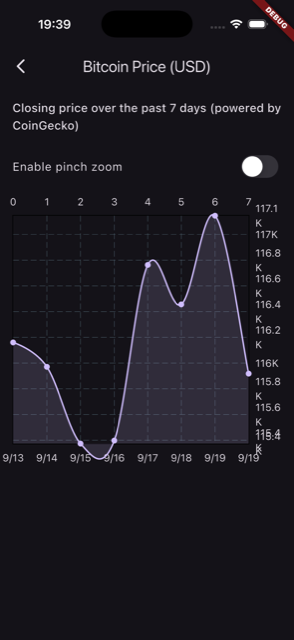 19:39
DEBUG
Bitcoin Price (USD)
Closing price over the past 7 days (powered by
CoinGecko)
Enable pinch zoom
0 1 2 3 4 5 6 7
117.1
K
117K
116.8
K
116.6
K
116.4
K
116.2
K
116K
115.8
K
115.6
K
115.4
K
9/13 9/14 9/15 9/16 9/17 9/18 9/19 9/19